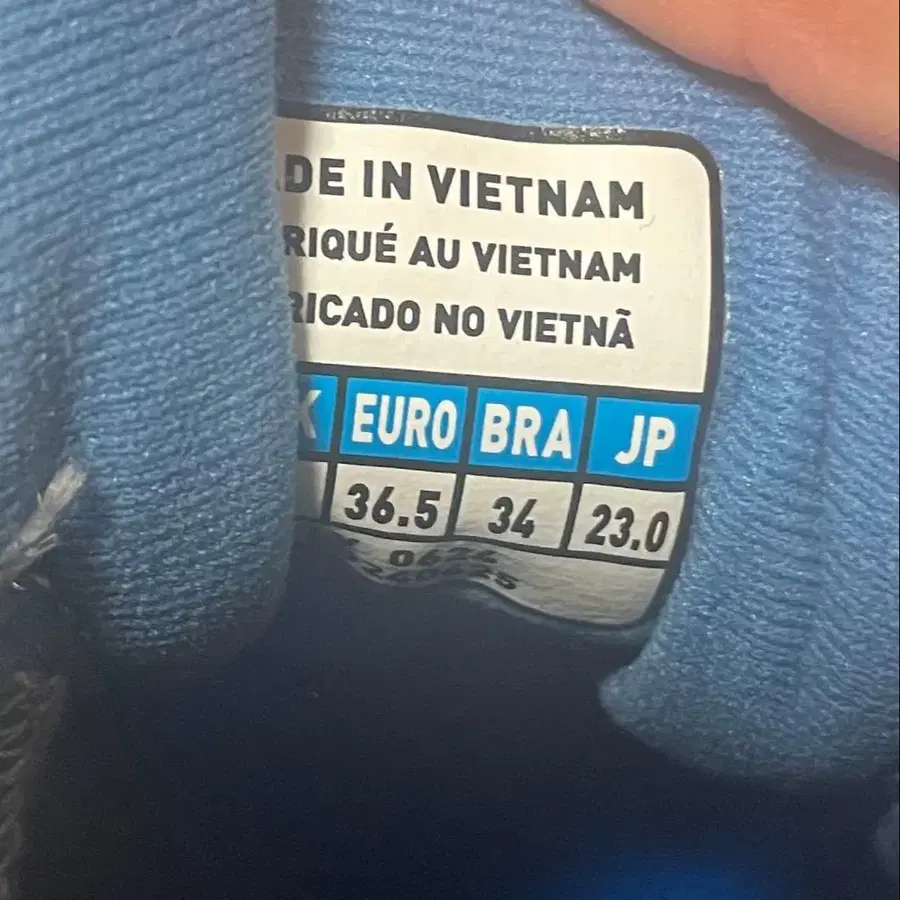 DE IN VIETNAM
RIQUÉ AU VIETNAM
RICADO NO VIETNÃ
K EURO BRA JP
36.5 34 23.0